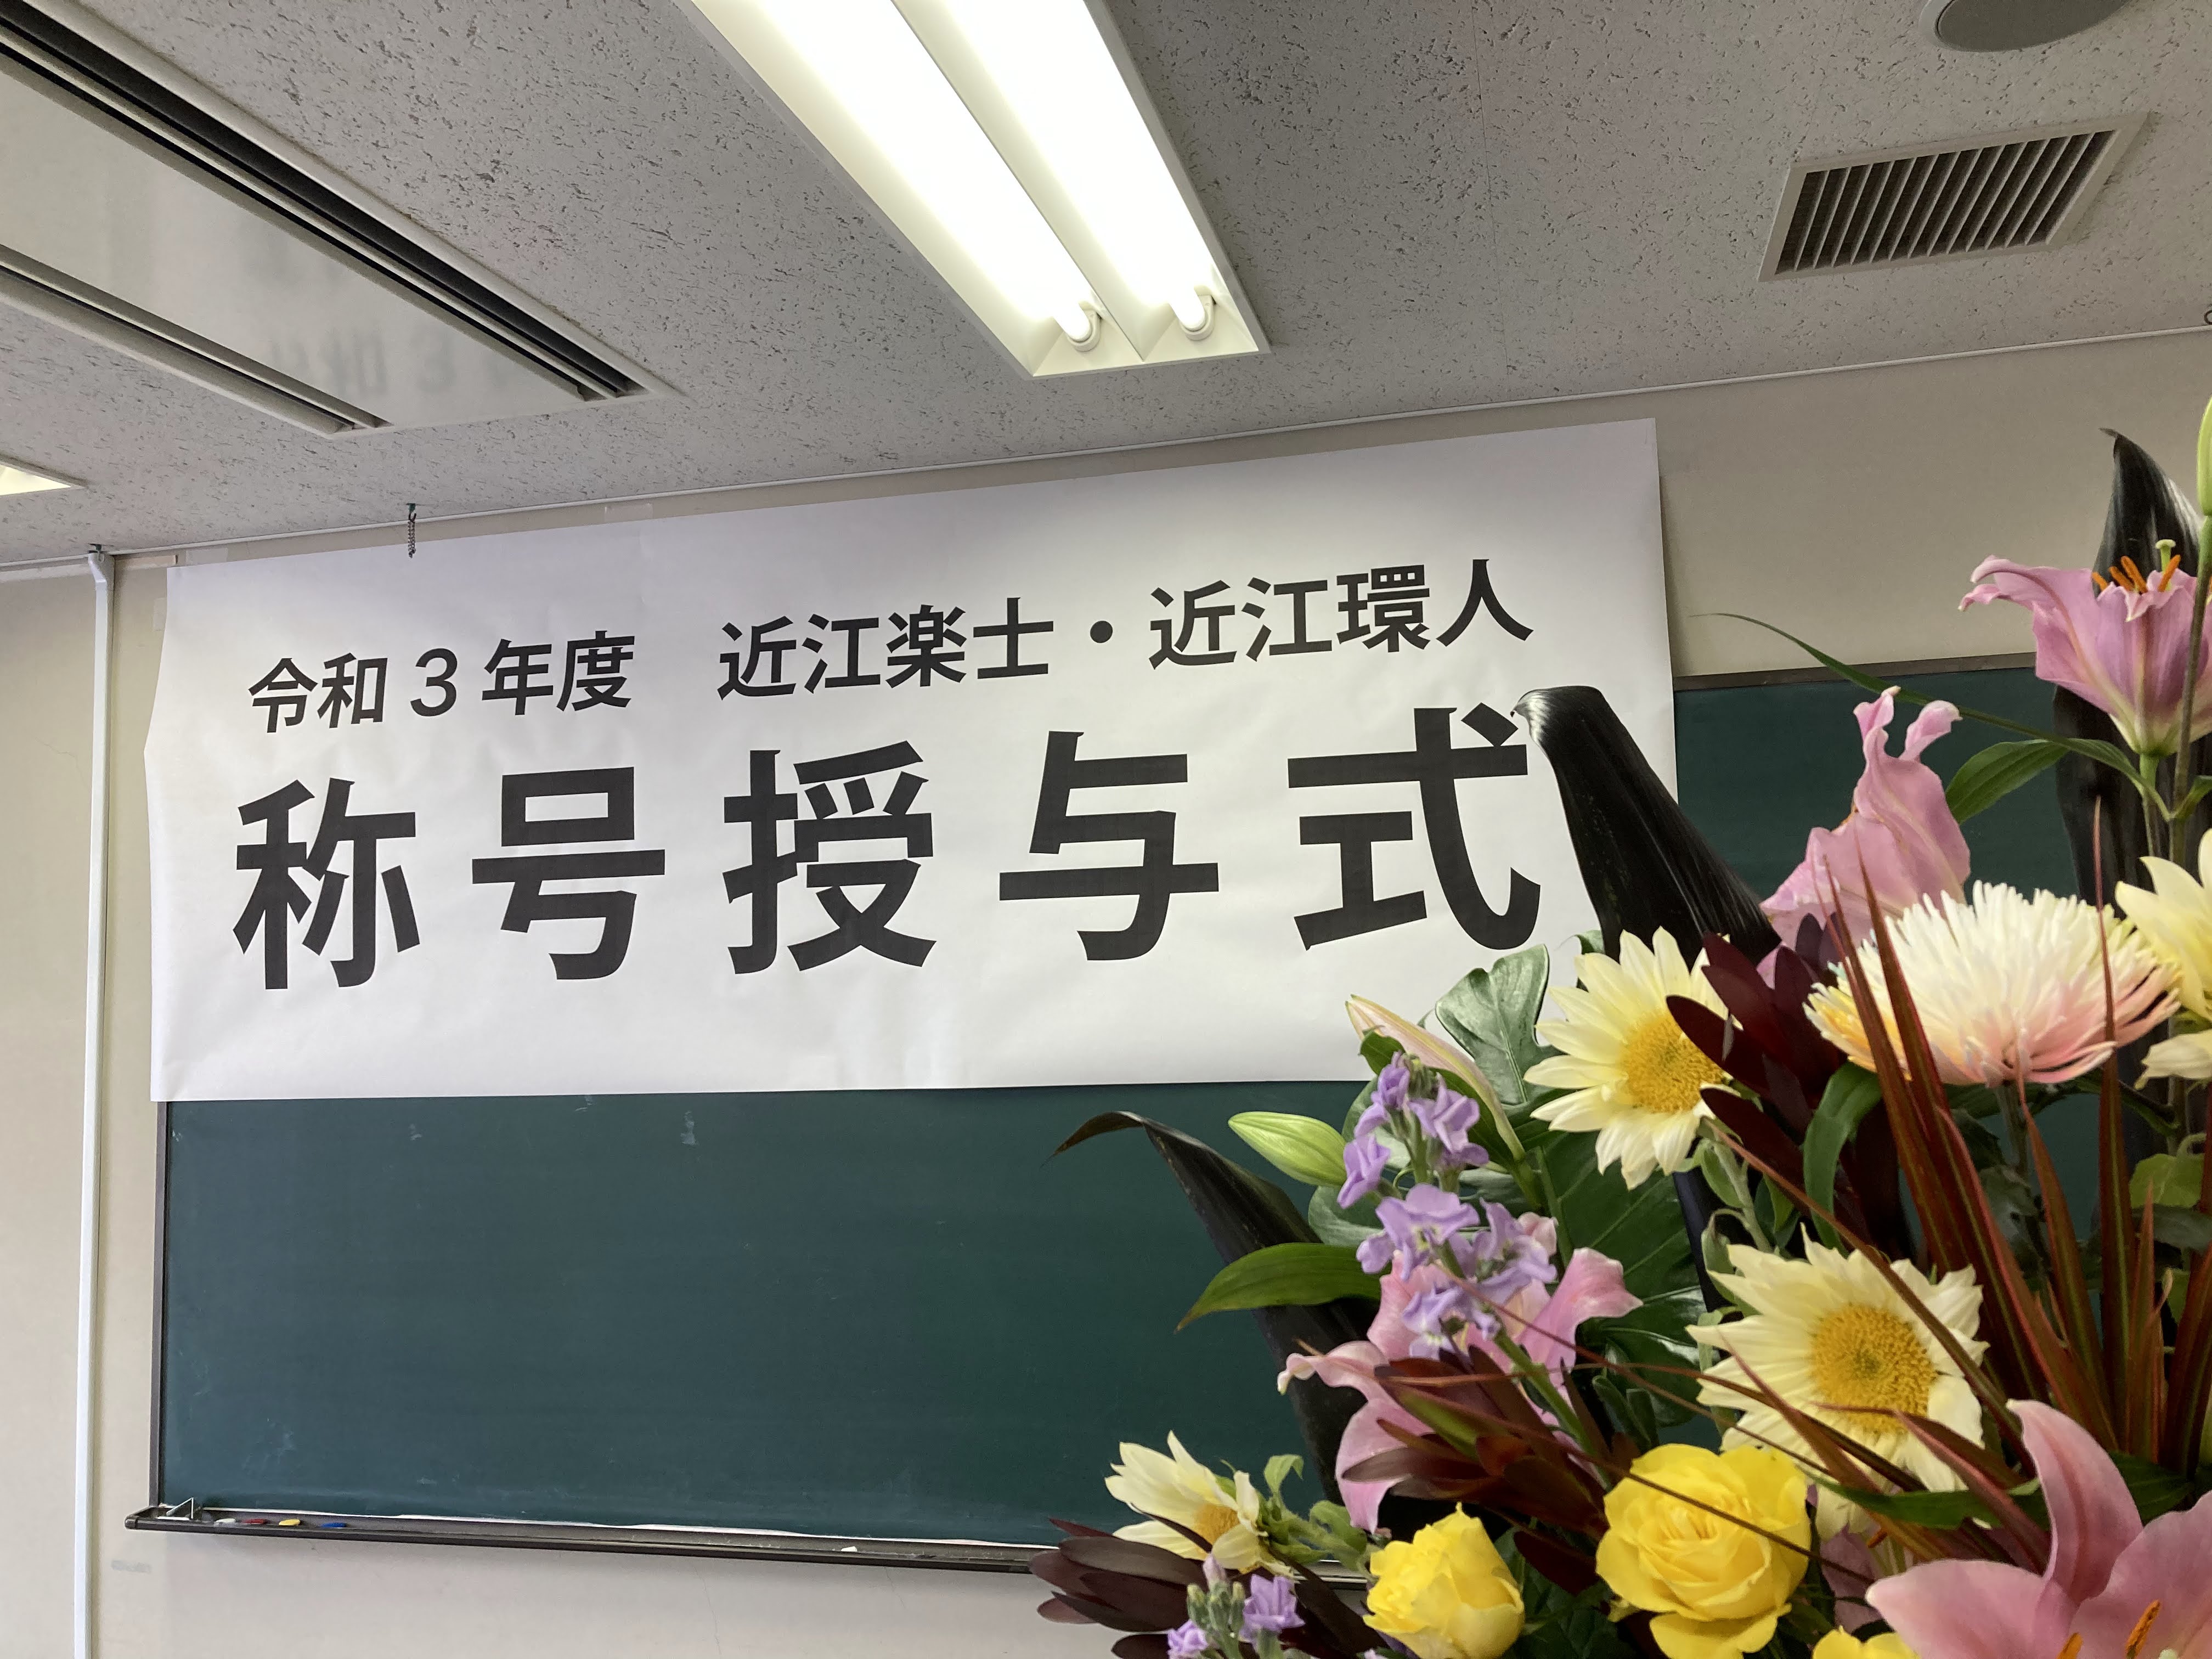 令和３年度　近江楽士・近江環人
称号授与式